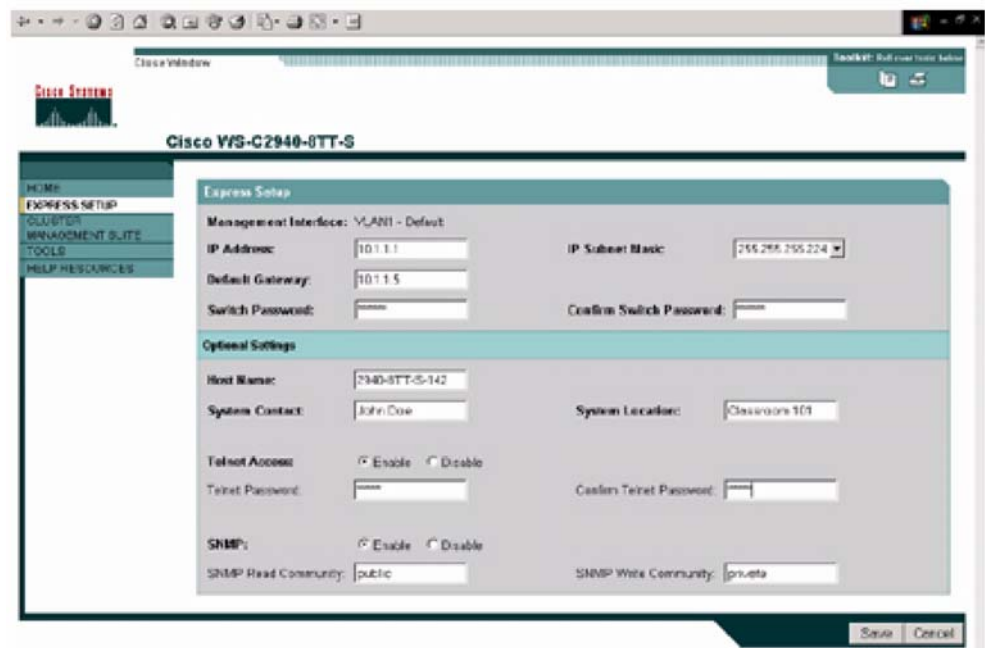 Close Window
Toolkit: Roll over tools below
Cisco Systems
Cisco WS-C2940-8TT-S
HOME
EXPRESS SETUP
CLUSTER
MANAGEMENT SUITE
TOOLS
HELP RESOURCES
Express Setup
Management Interface: VLAN1 - Default
IP Address: 10.1.1.1 IP Subnet Mask: 255.255.255.224
Default Gateway: 10.1.1.5
Switch Password: Confirm Switch Password:
Optional Settings
Host Name: 2940-8TT-S-142
System Contact: John Doe System Location: Classroom 101
Telnet Access: Enable Disable
Telnet Password: Confirm Telnet Password:
SNMP: Enable Disable
SNMP Read Community: public SNMP Write Community: private
Save Cancel